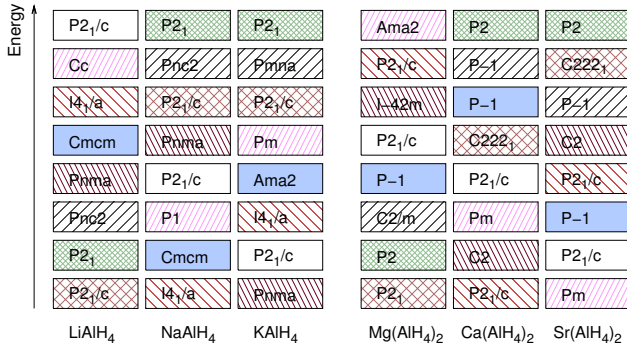 Energy
P2₁/c P2₁ P2₁ Ama2 P2 P2
Cc Pnc2 Pmna P2₁/c P−1 C222₁
I4₁/a P2₁/c P2₁/c I−42m P−1 P−1
Cmcm Pnma Pm P2₁/c C222₁ C2
Pnma P2₁/c Ama2 P−1 P2₁/c P2₁/c
Pnc2 P1 I4₁/a C2/m Pm P−1
P2₁ Cmcm P2₁/c P2 C2 P2₁/c
P2₁/c I4₁/a Pnma P2₁ P2₁/c Pm
LiAlH₄ NaAlH₄ KAlH₄ Mg(AlH₄)₂ Ca(AlH₄)₂ Sr(AlH₄)₂